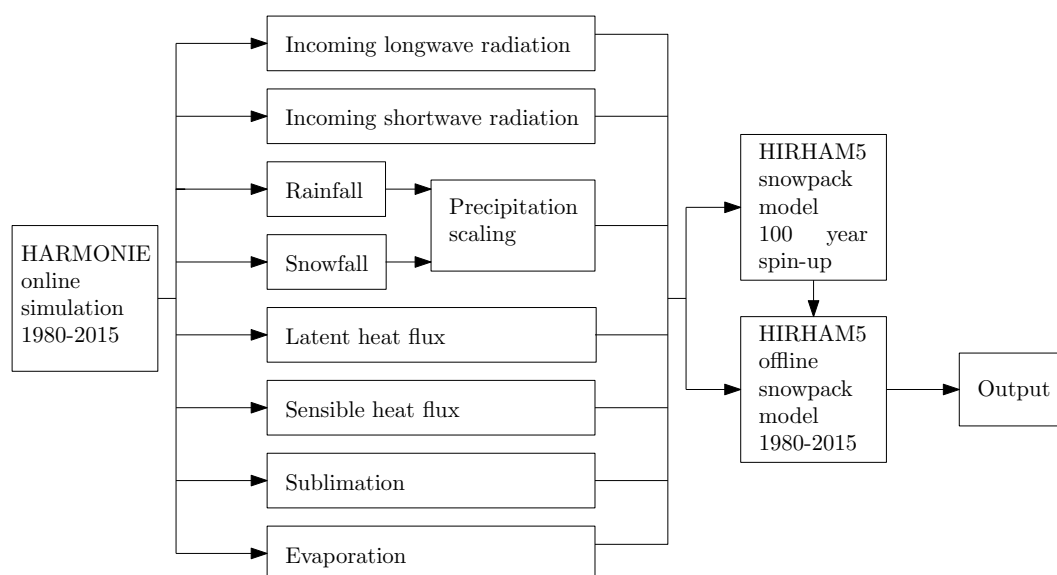 HARMONIE
online
simulation
1980-2015
Incoming longwave radiation
Incoming shortwave radiation
Rainfall
Snowfall
Precipitation
scaling
Latent heat flux
Sensible heat flux
Sublimation
Evaporation
HIRHAM5
snowpack
model
100 year
spin-up
HIRHAM5
offline
snowpack
model
1980-2015
Output